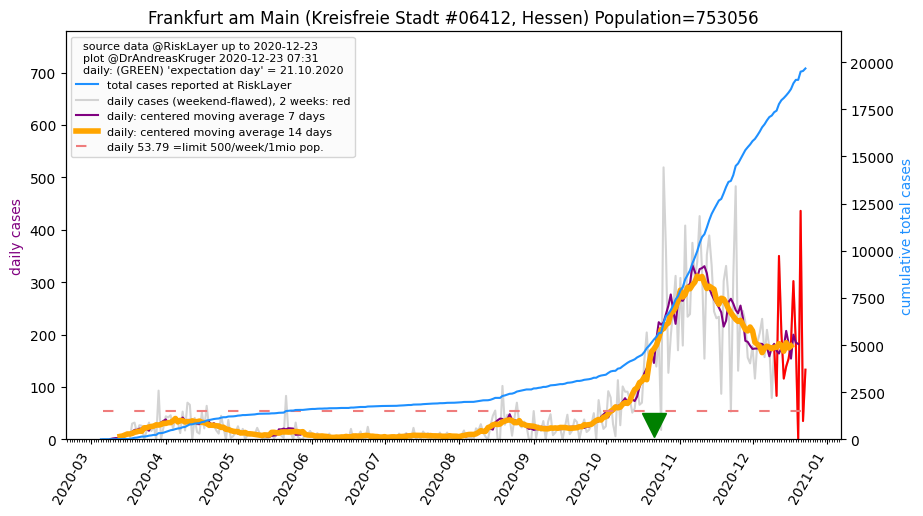 Frankfurt am Main (Kreisfreie Stadt #06412, Hessen) Population=753056
source data @RiskLayer up to 2020-12-23
plot @DrAndreasKruger 2020-12-23 07:31
daily: (GREEN) 'expectation day' = 21.10.2020
total cases reported at RiskLayer
daily cases (weekend-flawed), 2 weeks: red
daily: centered moving average 7 days
daily: centered moving average 14 days
daily 53.79 =limit 500/week/1mio pop.
daily cases
700
600
500
400
300
200
100
0
cumulative total cases
20000
17500
15000
12500
10000
7500
5000
2500
0
2020-03
2020-04
2020-05
2020-06
2020-07
2020-08
2020-09
2020-10
2020-11
2020-12
2021-01